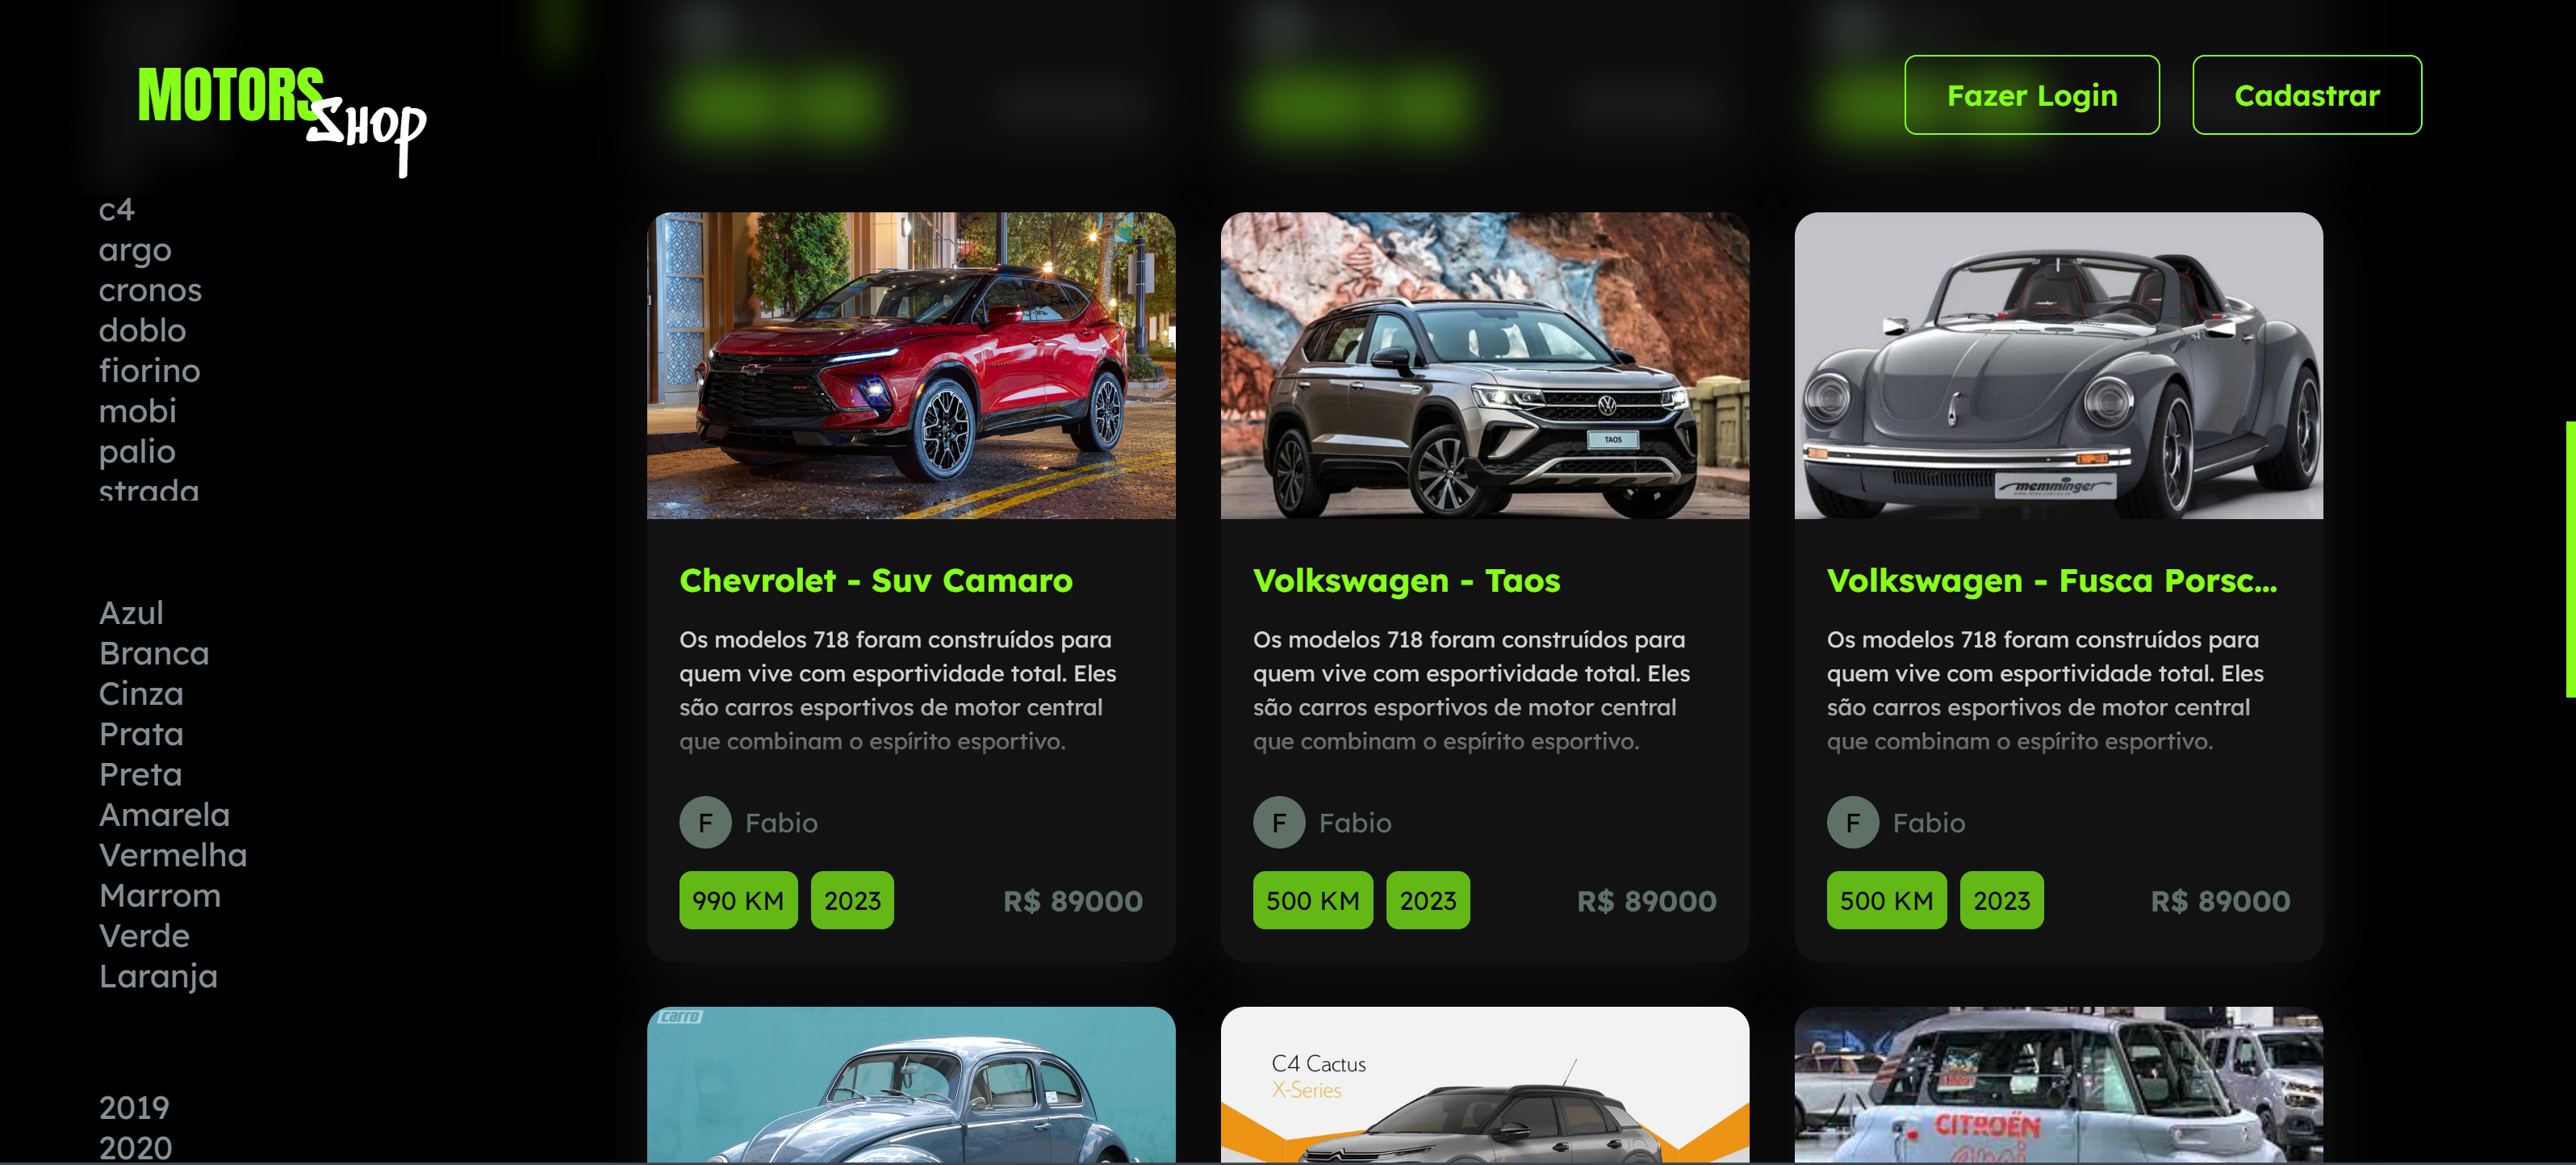 MOTORS
SHOP
Fazer Login
Cadastrar
c4
argo
cronos
doblo
fiorino
mobi
palio
strada
Azul
Branca
Cinza
Prata
Preta
Amarela
Vermelha
Marrom
Verde
Laranja
2019
2020
Chevrolet - Suv Camaro
Os modelos 718 foram construídos para
quem vive com esportividade total. Eles
são carros esportivos de motor central
que combinam o espírito esportivo.
F Fabio
990 KM 2023 R$ 89000
TAOS
Volkswagen - Taos
Os modelos 718 foram construídos para
quem vive com esportividade total. Eles
são carros esportivos de motor central
que combinam o espírito esportivo.
F Fabio
500 KM 2023 R$ 89000
memminger
Volkswagen - Fusca Porsc...
Os modelos 718 foram construídos para
quem vive com esportividade total. Eles
são carros esportivos de motor central
que combinam o espírito esportivo.
F Fabio
500 KM 2023 R$ 89000
carro
C4 Cactus
X-Series
CITROËN